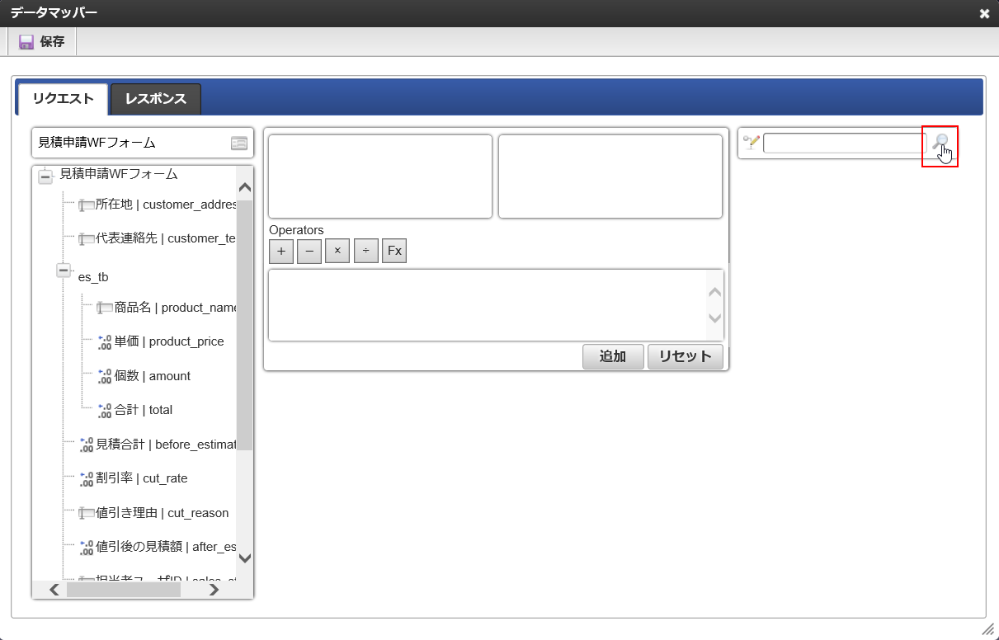 データマッパー
保存
リクエスト
レスポンス
見積申請WFフォーム
見積申請WFフォーム
所在地 | customer_addres
代表連絡先 | customer_te
es_tb
商品名 | product_name
単価 | product_price
個数 | amount
合計 | total
見積合計 | before_estimat
割引率 | cut_rate
値引き理由 | cut_reason
値引後の見積額 | after_es
Operators
+ − × ÷ Fx
追加
リセット